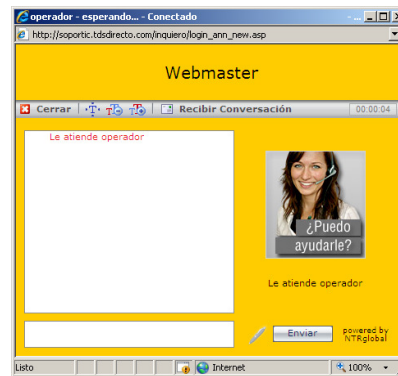 operador - esperando... - Conectado
http://soportic.tdsdirecto.com/inquiero/login_ann_new.asp
Webmaster
Cerrar T T T Recibir Conversación 00:00:04
Le atiende operador
¿Puedo
ayudarle?
Le atiende operador
Enviar
powered by
NTRglobal
Listo Internet 100%